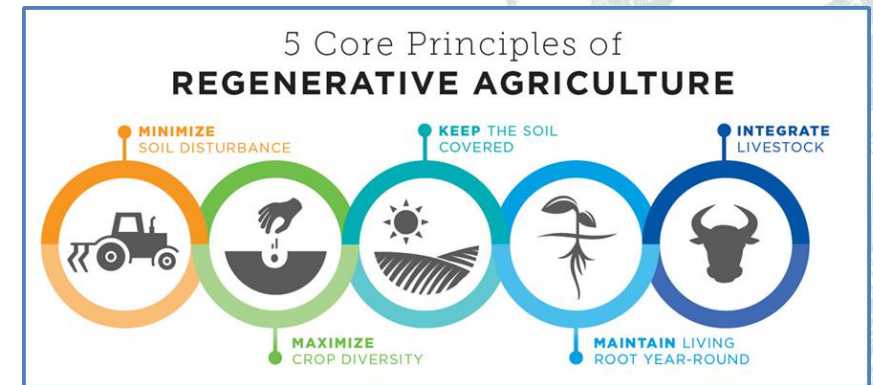 5 Core Principles of
REGENERATIVE AGRICULTURE
MINIMIZE
SOIL DISTURBANCE
KEEP THE SOIL
COVERED
INTEGRATE
LIVESTOCK
MAXIMIZE
CROP DIVERSITY
MAINTAIN LIVING
ROOT YEAR-ROUND